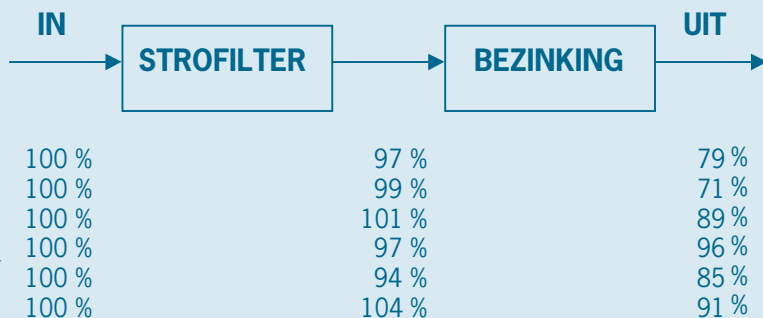 IN UIT
STROFILTER BEZINKING
100 % 97 % 79 %
100 % 99 % 71 %
100 % 101 % 89 %
100 % 97 % 96 %
100 % 94 % 85 %
100 % 104 % 91 %